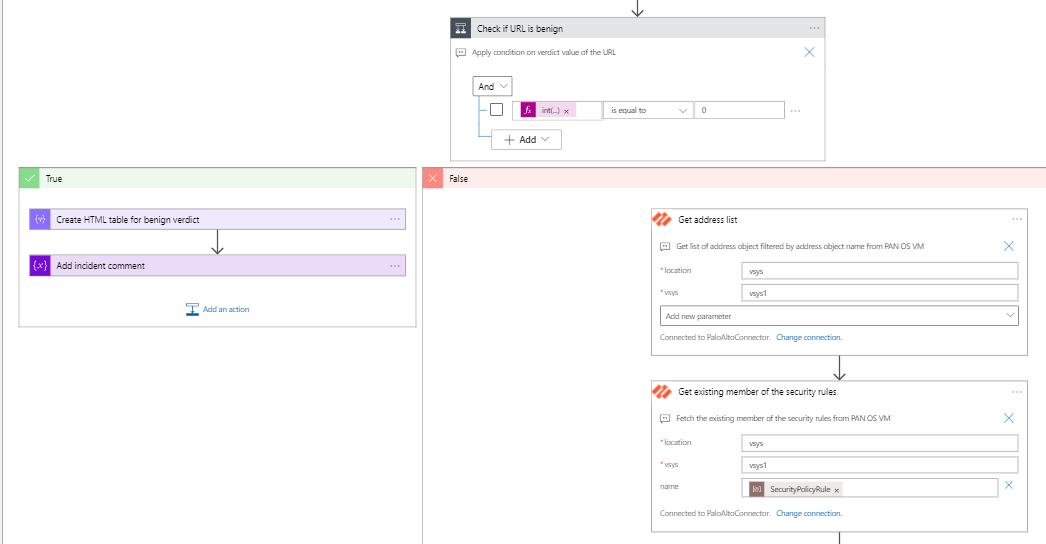 Check if URL is benign
Apply condition on verdict value of the URL
And
fx int(...) × is equal to 0
+ Add
True
False
{v} Create HTML table for benign verdict
{x} Add incident comment
Add an action
Get address list
Get list of address object filtered by address object name from PAN OS VM
*location vsys
*vsys vsys1
Add new parameter
Connected to PaloAltoConnector. Change connection.
Get existing member of the security rules
Fetch the existing member of the security rules from PAN OS VM
*location vsys
*vsys vsys1
name [@] SecurityPolicyRule ×
Connected to PaloAltoConnector. Change connection.